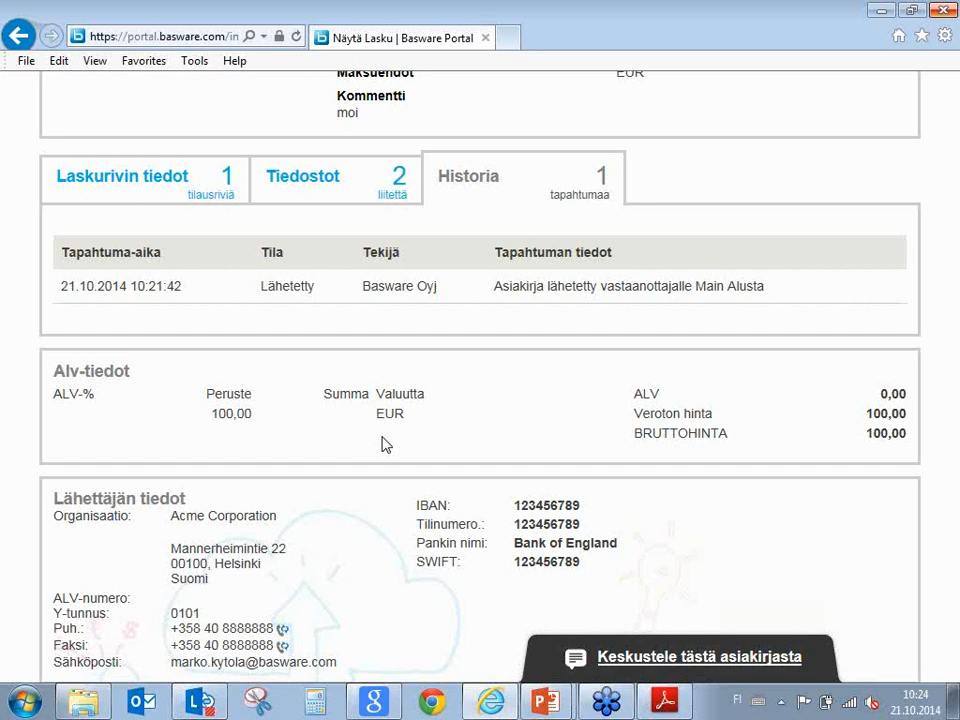 https://portal.basware.com/in
Näytä Lasku | Basware Portal
File Edit View Favorites Tools Help
Maksuehdot EUR
Kommentti
moi
Laskurivin tiedot 1 tilausriviä
Tiedostot 2 liitettä
Historia 1 tapahtumaa
Tapahtuma-aika Tila Tekijä Tapahtuman tiedot
21.10.2014 10:21:42 Lähetetty Basware Oyj Asiakirja lähetetty vastaanottajalle Main Alusta
Alv-tiedot
ALV-% Peruste Summa Valuutta ALV 0,00
100,00 EUR Veroton hinta 100,00
BRUTTOHINTA 100,00
Lähettäjän tiedot
Organisaatio: Acme Corporation
Mannerheimintie 22
00100, Helsinki
Suomi
ALV-numero:
Y-tunnus: 0101
Puh.: +358 40 8888888
Faksi: +358 40 8888888
Sähköposti: marko.kytola@basware.com
IBAN: 123456789
Tilinumero.: 123456789
Pankin nimi: Bank of England
SWIFT: 123456789
Keskustele tästä asiakirjasta
FI
10:24
21.10.2014